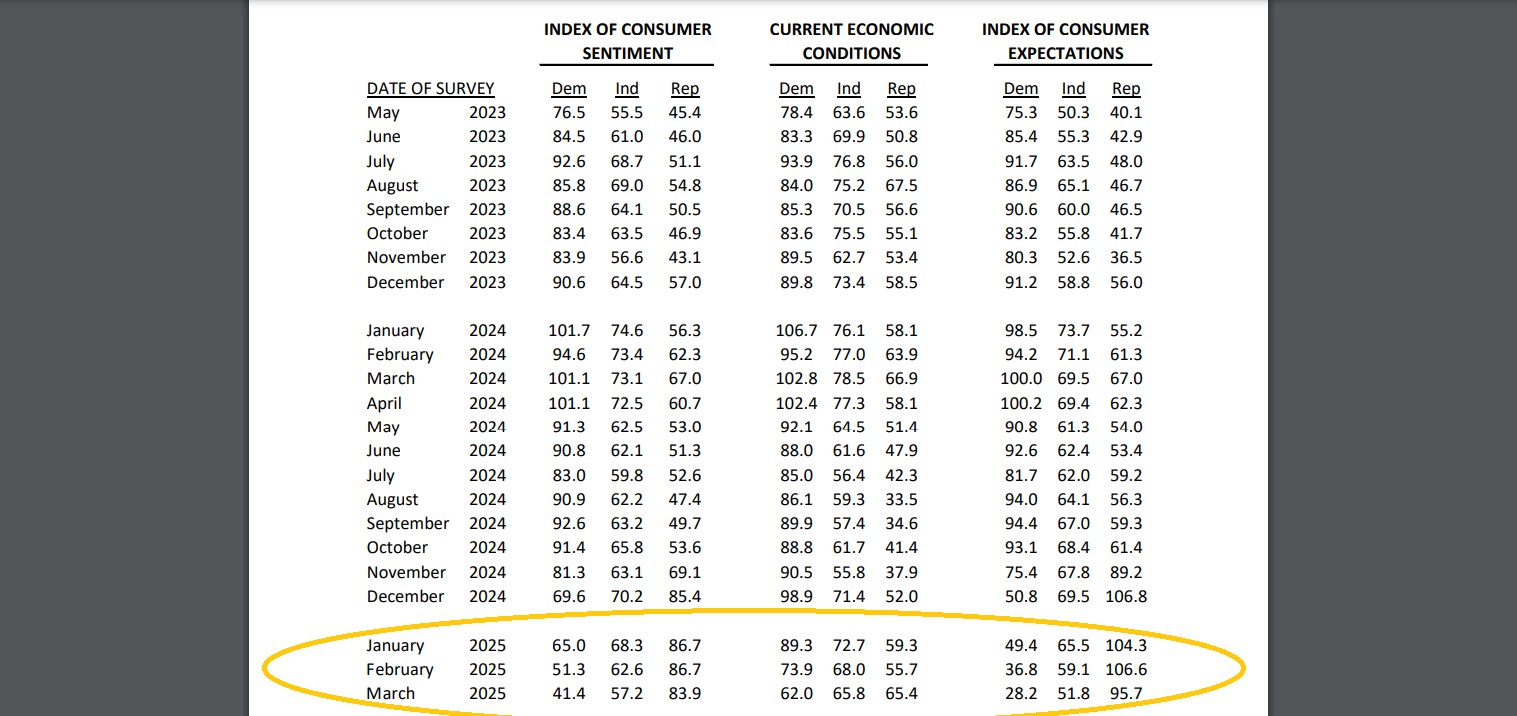 INDEX OF CONSUMER CURRENT ECONOMIC INDEX OF CONSUMER
SENTIMENT CONDITIONS EXPECTATIONS
DATE OF SURVEY Dem Ind Rep Dem Ind Rep Dem Ind Rep
May 2023 76.5 55.5 45.4 78.4 63.6 53.6 75.3 50.3 40.1
June 2023 84.5 61.0 46.0 83.3 69.9 50.8 85.4 55.3 42.9
July 2023 92.6 68.7 51.1 93.9 76.8 56.0 91.7 63.5 48.0
August 2023 85.8 69.0 54.8 84.0 75.2 67.5 86.9 65.1 46.7
September 2023 88.6 64.1 50.5 85.3 70.5 56.6 90.6 60.0 46.5
October 2023 83.4 63.5 46.9 83.6 75.5 55.1 83.2 55.8 41.7
November 2023 83.9 56.6 43.1 89.5 62.7 53.4 80.3 52.6 36.5
December 2023 90.6 64.5 57.0 89.8 73.4 58.5 91.2 58.8 56.0
January 2024 101.7 74.6 56.3 106.7 76.1 58.1 98.5 73.7 55.2
February 2024 94.6 73.4 62.3 95.2 77.0 63.9 94.2 71.1 61.3
March 2024 101.1 73.1 67.0 102.8 78.5 66.9 100.0 69.5 67.0
April 2024 101.1 72.5 60.7 102.4 77.3 58.1 100.2 69.4 62.3
May 2024 91.3 62.5 53.0 92.1 64.5 51.4 90.8 61.3 54.0
June 2024 90.8 62.1 51.3 88.0 61.6 47.9 92.6 62.4 53.4
July 2024 83.0 59.8 52.6 85.0 56.4 42.3 81.7 62.0 59.2
August 2024 90.9 62.2 47.4 86.1 59.3 33.5 94.0 64.1 56.3
September 2024 92.6 63.2 49.7 89.9 57.4 34.6 94.4 67.0 59.3
October 2024 91.4 65.8 53.6 88.8 61.7 41.4 93.1 68.4 61.4
November 2024 81.3 63.1 69.1 90.5 55.8 37.9 75.4 67.8 89.2
December 2024 69.6 70.2 85.4 98.9 71.4 52.0 50.8 69.5 106.8
January 2025 65.0 68.3 86.7 89.3 72.7 59.3 49.4 65.5 104.3
February 2025 51.3 62.6 86.7 73.9 68.0 55.7 36.8 59.1 106.6
March 2025 41.4 57.2 83.9 62.0 65.8 65.4 28.2 51.8 95.7